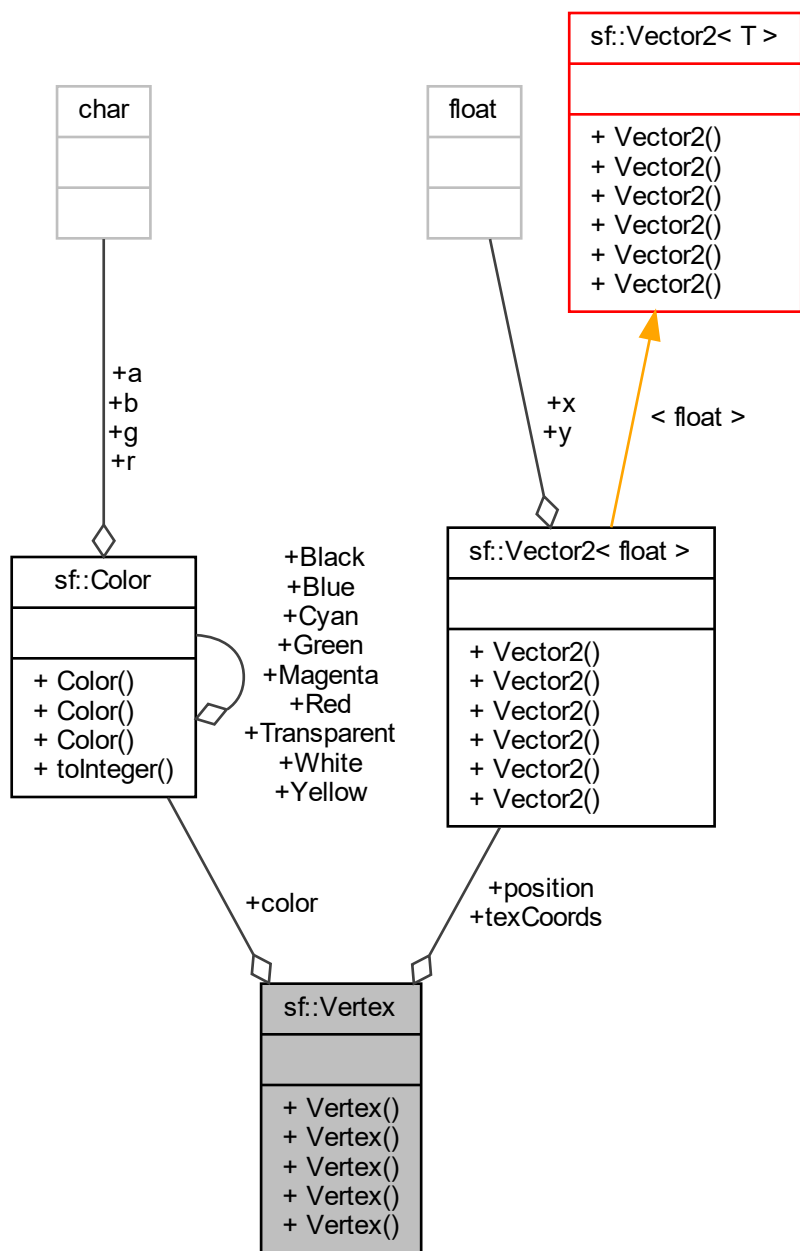 sf::Vector2< T >
+ Vector2()
+ Vector2()
+ Vector2()
+ Vector2()
+ Vector2()
+ Vector2()
char
float
+a
+b
+g
+r
+x
+y
< float >
sf::Color
+ Color()
+ Color()
+ Color()
+ toInteger()
+Black
+Blue
+Cyan
+Green
+Magenta
+Red
+Transparent
+White
+Yellow
sf::Vector2< float >
+ Vector2()
+ Vector2()
+ Vector2()
+ Vector2()
+ Vector2()
+ Vector2()
+color
+position
+texCoords
sf::Vertex
+ Vertex()
+ Vertex()
+ Vertex()
+ Vertex()
+ Vertex()